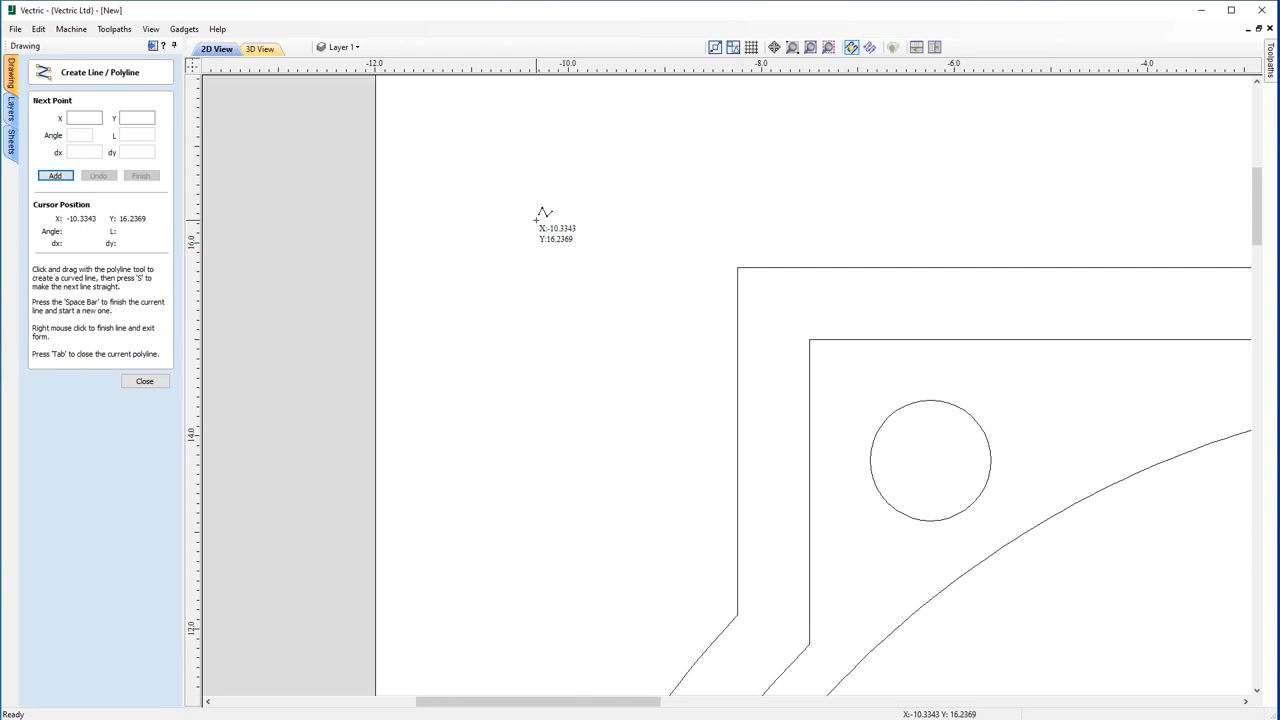 Vectric - {Vectric Ltd} - [New]
File Edit Machine Toolpaths View Gadgets Help
Drawing ?
2D View 3D View Layer 1
Toolpaths
Drawing
Layers
Sheets
Create Line / Polyline
Next Point
X Y
Angle L
dx dy
Add Undo Finish
Cursor Position
X: -10.3343 Y: 16.2369
Angle: L:
dx: dy:
Click and drag with the polyline tool to
create a curved line, then press 'S' to
make the next line straight.
Press the 'Space Bar' to finish the current
line and start a new one.
Right mouse click to finish line and exit
form.
Press 'Tab' to close the current polyline.
Close
-12.0 -10.0 -8.0 -6.0 -4.0
16.0
14.0
12.0
X:-10.3343
Y:16.2369
Ready
X:-10.3343 Y: 16.2369